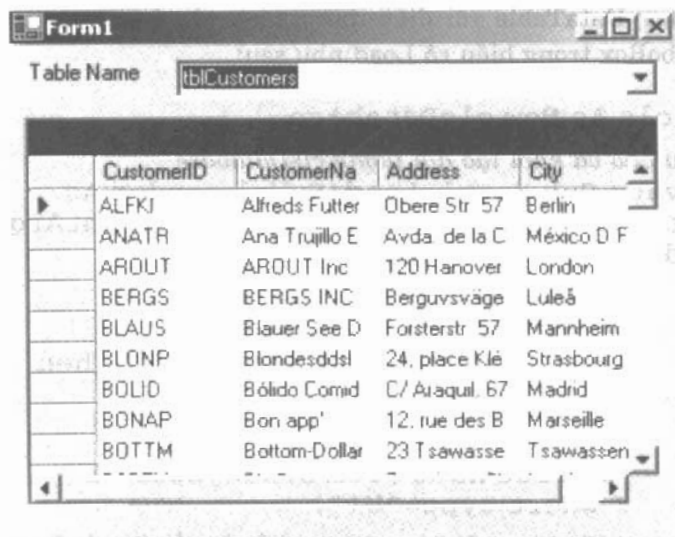 Form1
Table Name tblCustomers
CustomerID CustomerNa Address City
ALFKI Alfreds Futter Obere Str 57 Berlin
ANATR Ana Trujillo E Avda. de la C México D F
AROUT AROUT Inc 120 Hanover London
BERGS BERGS INC Berguvsväge Luleå
BLAUS Blauer See D Forsterstr 57 Mannheim
BLONP Blondesddsl 24, place Klé Strasbourg
BOLID Bólido Comid C/ Araquil, 67 Madrid
BONAP Bon app' 12, rue des B Marseille
BOTTM Bottom-Dollar 23 Tsawasse Tsawassen